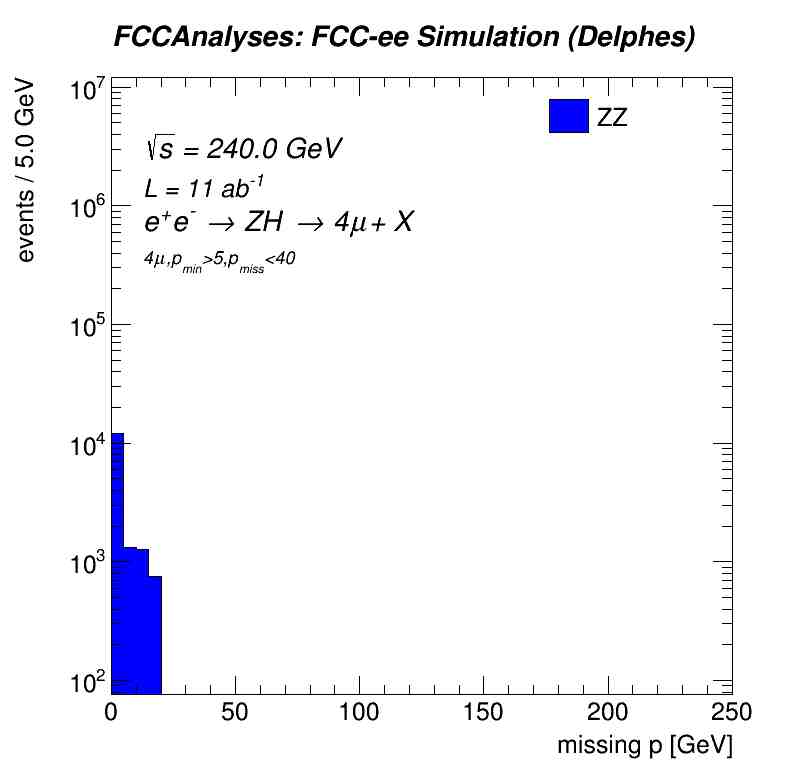 FCCAnalyses: FCC-ee Simulation (Delphes)
events / 5.0 GeV
10⁷
10⁶
10⁵
10⁴
10³
10²
√s = 240.0 GeV
L = 11 ab⁻¹
e⁺e⁻ → ZH → 4μ + X
4μ,p_min>5,p_miss<40
ZZ
0 50 100 150 200 250
missing p [GeV]